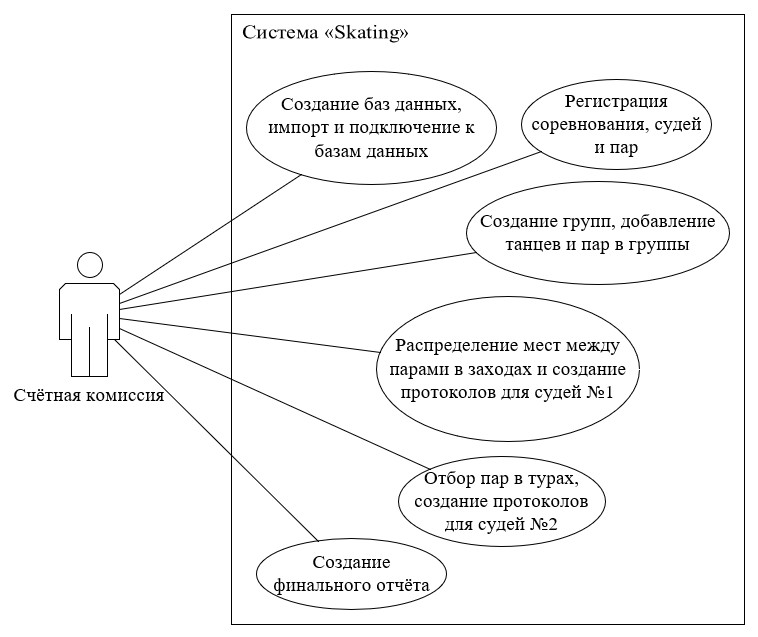 Система «Skating»
Создание баз данных,
импорт и подключение к
базам данных
Регистрация
соревнования, судей
и пар
Создание групп, добавление
танцев и пар в группы
Распределение мест между
парами в заходах и создание
протоколов для судей №1
Счётная комиссия
Отбор пар в турах,
создание протоколов
для судей №2
Создание
финального отчёта